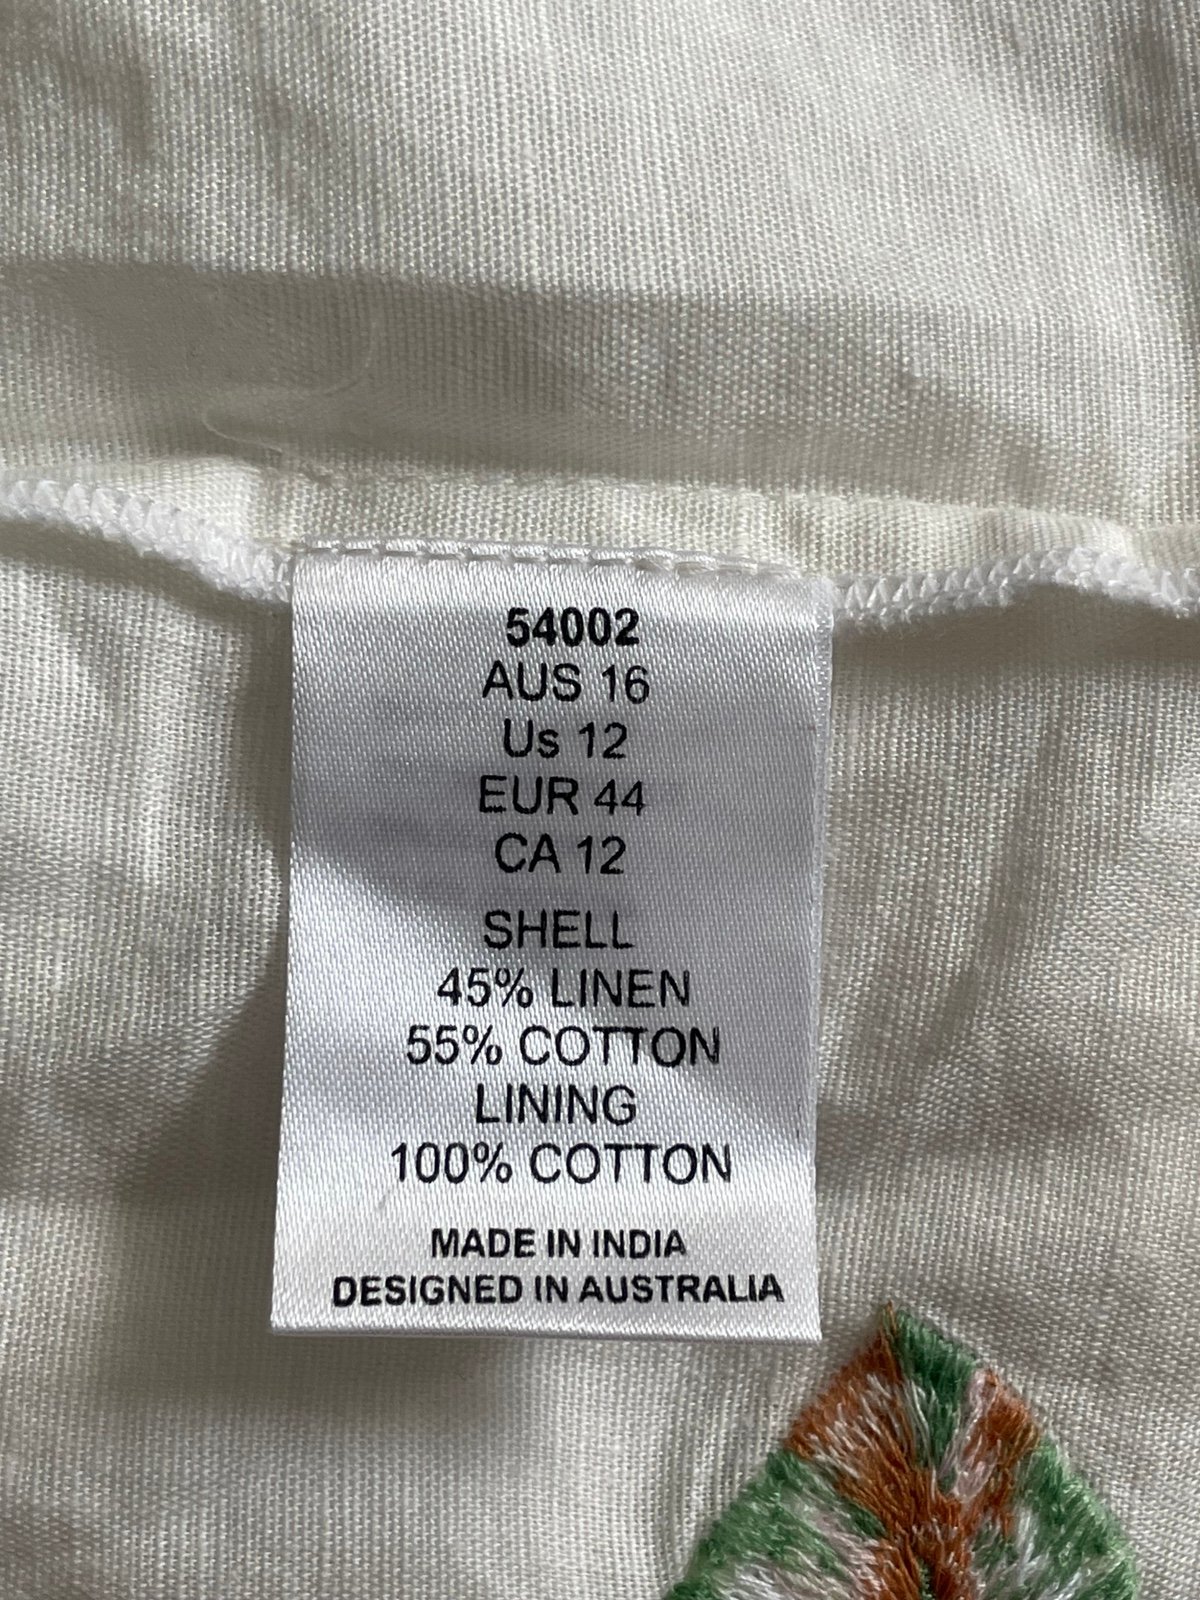 54002
AUS 16
Us 12
EUR 44
CA 12
SHELL
45% LINEN
55% COTTON
LINING
100% COTTON
MADE IN INDIA
DESIGNED IN AUSTRALIA